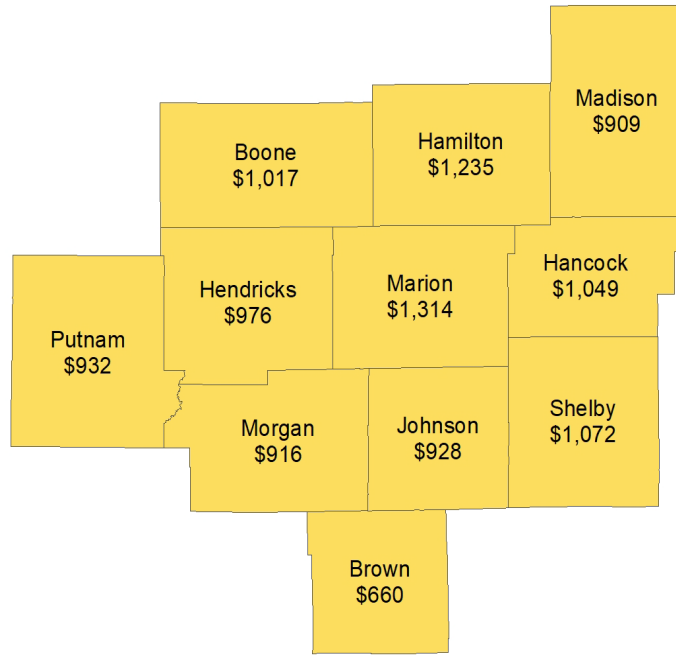 Madison
$909
Hamilton
$1,235
Boone
$1,017
Hancock
$1,049
Marion
$1,314
Hendricks
$976
Putnam
$932
Shelby
$1,072
Johnson
$928
Morgan
$916
Brown
$660